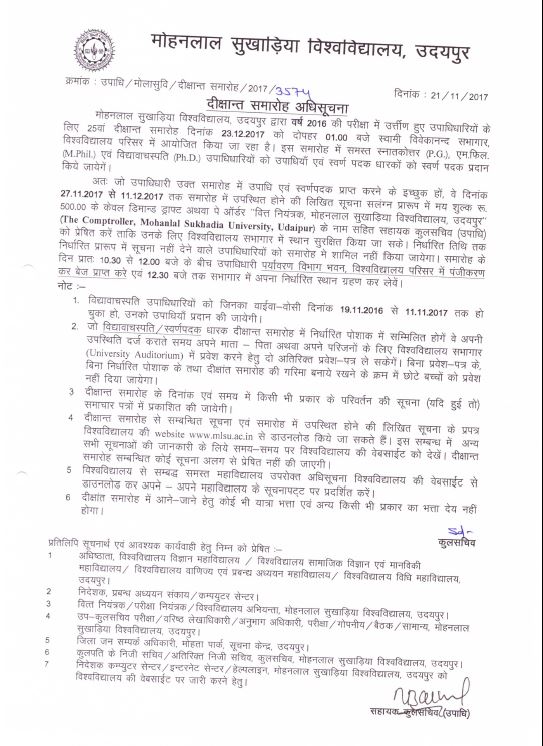 मोहनलाल सुखाड़िया विश्वविद्यालय, उदयपुर
क्रमांक : उपाधि/मोलासुवि/दीक्षान्त समारोह/2017/3574
दिनांक : 21/11/2017
दीक्षान्त समारोह अधिसूचना
मोहनलाल सुखाड़िया विश्वविद्यालय, उदयपुर द्वारा वर्ष 2016 की परीक्षा में उर्त्तीण हुए उपाधिधारियों के
लिए 25वां दीक्षान्त समारोह दिनांक 23.12.2017 को दोपहर 01.00 बजे स्वामी विवेकानन्द सभागार,
विश्वविद्यालय परिसर में आयोजित किया जा रहा है। इस समारोह में समस्त स्नातकोत्तर (P.G.), एम.फिल.
(M.Phil.) एवं विद्यावाचस्पति (Ph.D.) उपाधिधारकों को उपाधियाँ एवं स्वर्ण पदक धारकों को स्वर्ण पदक प्रदान
किये जायेगें।
अतः जो उपाधिधारी उक्त समारोह में उपाधि एवं स्वर्णपदक प्राप्त करने के इच्छुक हों, वे दिनांक
27.11.2017 से 11.12.2017 तक समारोह में उपस्थित होने की लिखित सूचना सलंग्न प्रारूप में मय शुल्क रू.
500.00 के केवल डिमाण्ड ड्राफ्ट अथवा पे ऑर्डर "वित्त नियंत्रक, मोहनलाल सुखाड़िया विश्वविद्यालय, उदयपुर"
(The Comptroller, Mohanlal Sukhadia University, Udaipur) के नाम सहित सहायक कुलसचिव (उपाधि)
को प्रेषित करें ताकि उनके लिए विश्वविद्यालय सभागार में स्थान सुरक्षित किया जा सके। निर्धारित तिथि तक
निर्धारित प्रारूप में सूचना नहीं देने वाले उपाधिधारकों को समारोह में शामिल नहीं किया जायेगा। समारोह के
दिन प्रातः 10.30 से 12.00 बजे के बीच उपाधिधारी पर्यावरण विभाग भवन, विश्वविद्यालय परिसर में पंजीकरण
कर बेज प्राप्त करे एवं 12.30 बजे तक सभागार में अपना निर्धारित स्थान ग्रहण कर लेवें।
नोट :–
1. विद्यावाचस्पति उपाधिधारकों को जिनका वाईवा–वोसी दिनांक 19.11.2016 से 11.11.2017 तक हो
चुका हो, उनको उपाधियाँ प्रदान की जायेगी।
2. जो विद्यावाचस्पति/स्वर्णपदक धारक दीक्षान्त समारोह में निर्धारित पोशाक में सम्मिलित होगें वे अपनी
उपस्थति दर्ज कराते समय अपने माता – पिता अथवा अपने परिजनों के लिए विश्वविद्यालय सभागार
(University Auditorium) में प्रवेश करने हेतु दो अतिरिक्त प्रवेश–पत्र ले सकेगें। बिना प्रवेश–पत्र के,
बिना निर्धारित पोशाक के तथा दीक्षांत समारोह की गरिमा बनाये रखने के क्रम में छोटे बच्चों को प्रवेश
नहीं दिया जायेगा।
3 दीक्षान्त समारोह के दिनांक एवं समय में किसी भी प्रकार के परिवर्तन की सूचना (यदि हुई तो)
समाचार पत्रों में प्रकाशित की जायेगी।
4 दीक्षान्त समारोह से सम्बन्धित सूचना एवं समारोह में उपस्थित होने की लिखित सूचना के प्रपत्र
विश्वविद्यालय की website www.mlsu.ac.in से डाउनलोड किये जा सकते हैं। इस सम्बन्ध में अन्य
सभी सूचनाओं की जानकारी के लिये समय–समय पर विश्वविद्यालय की वेबसाईट को देखें। दीक्षान्त
समारोह सम्बन्धित कोई सूचना अलग से प्रेषित नहीं की जाएगी।
5 विश्वविद्यालय से सम्बद्ध समस्त महाविद्यालय उपरोक्त अधिसूचना विश्वविद्यालय की वेबसाईट से
डाउनलोड कर अपने – अपने महाविद्यालय के सूचनापट्ट पर प्रदर्शित करें।
6 दीक्षांत समारोह में आने–जाने हेतु कोई भी यात्रा भत्ता एवं अन्य किसी भी प्रकार का भत्ता देय नहीं
होगा।
Sd-
कुलसचिव
प्रतिलिपि सूचनार्थ एवं आवश्यक कार्यवाही हेतु निम्न को प्रेषित :–
1 अधिष्ठाता, विश्वविद्यालय विज्ञान महाविद्यालय / विश्वविद्यालय सामाजिक विज्ञान एवं मानविकी
महाविद्यालय/ विश्वविद्यालय वाणिज्य एवं प्रबन्ध अध्ययन महाविद्यालय/ विश्वविद्यालय विधि महाविद्यालय,
उदयपुर।
2 निदेशक, प्रबन्ध अध्ययन संकाय/कम्प्युटर सेन्टर।
3 वित्त नियंत्रक/परीक्षा नियंत्रक/विश्वविद्यालय अभियन्ता, मोहनलाल सुखाड़िया विश्वविद्यालय, उदयपुर।
4 उप–कुलसचिव परीक्षा/वरिष्ठ लेखाधिकारी/अनुभाग अधिकारी, परीक्षा/गोपनीय/बैठक/सामान्य, मोहनलाल
सुखाड़िया विश्वविद्यालय, उदयपुर।
5 जिला जन सम्पर्क अधिकारी, मोहता पार्क, सूचना केन्द्र, उदयपुर।
6 कुलपति के निजी सचिव/अतिरिक्त निजी सचिव, कुलसचिव, मोहनलाल सुखाड़िया विश्वविद्यालय, उदयपुर।
7 निदेशक कम्प्युटर सेन्टर/इन्टरनेट सेन्टर/हेल्पलाइन, मोहनलाल सुखाड़िया विश्वविद्यालय, उदयपुर को
विश्वविद्यालय की वेबसाईट पर जारी करने हेतु।
सहायक कुलसचिव (उपाधि)